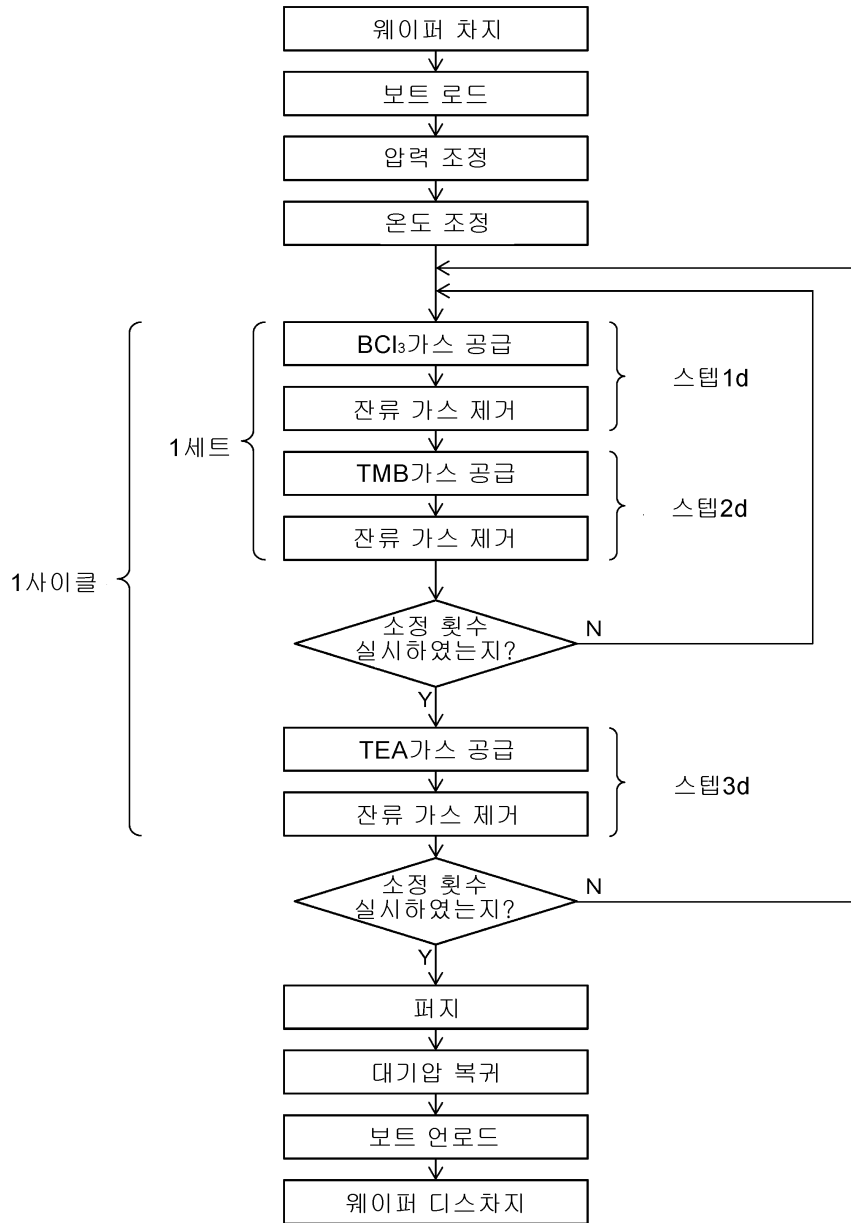 웨이퍼 차지
보트 로드
압력 조정
온도 조정
BCl₃가스 공급
잔류 가스 제거
스텝1d
1세트
TMB가스 공급
잔류 가스 제거
스텝2d
1사이클
소정 횟수
실시하였는지?
N
Y
TEA가스 공급
잔류 가스 제거
스텝3d
소정 횟수
실시하였는지?
N
Y
퍼지
대기압 복귀
보트 언로드
웨이퍼 디스차지